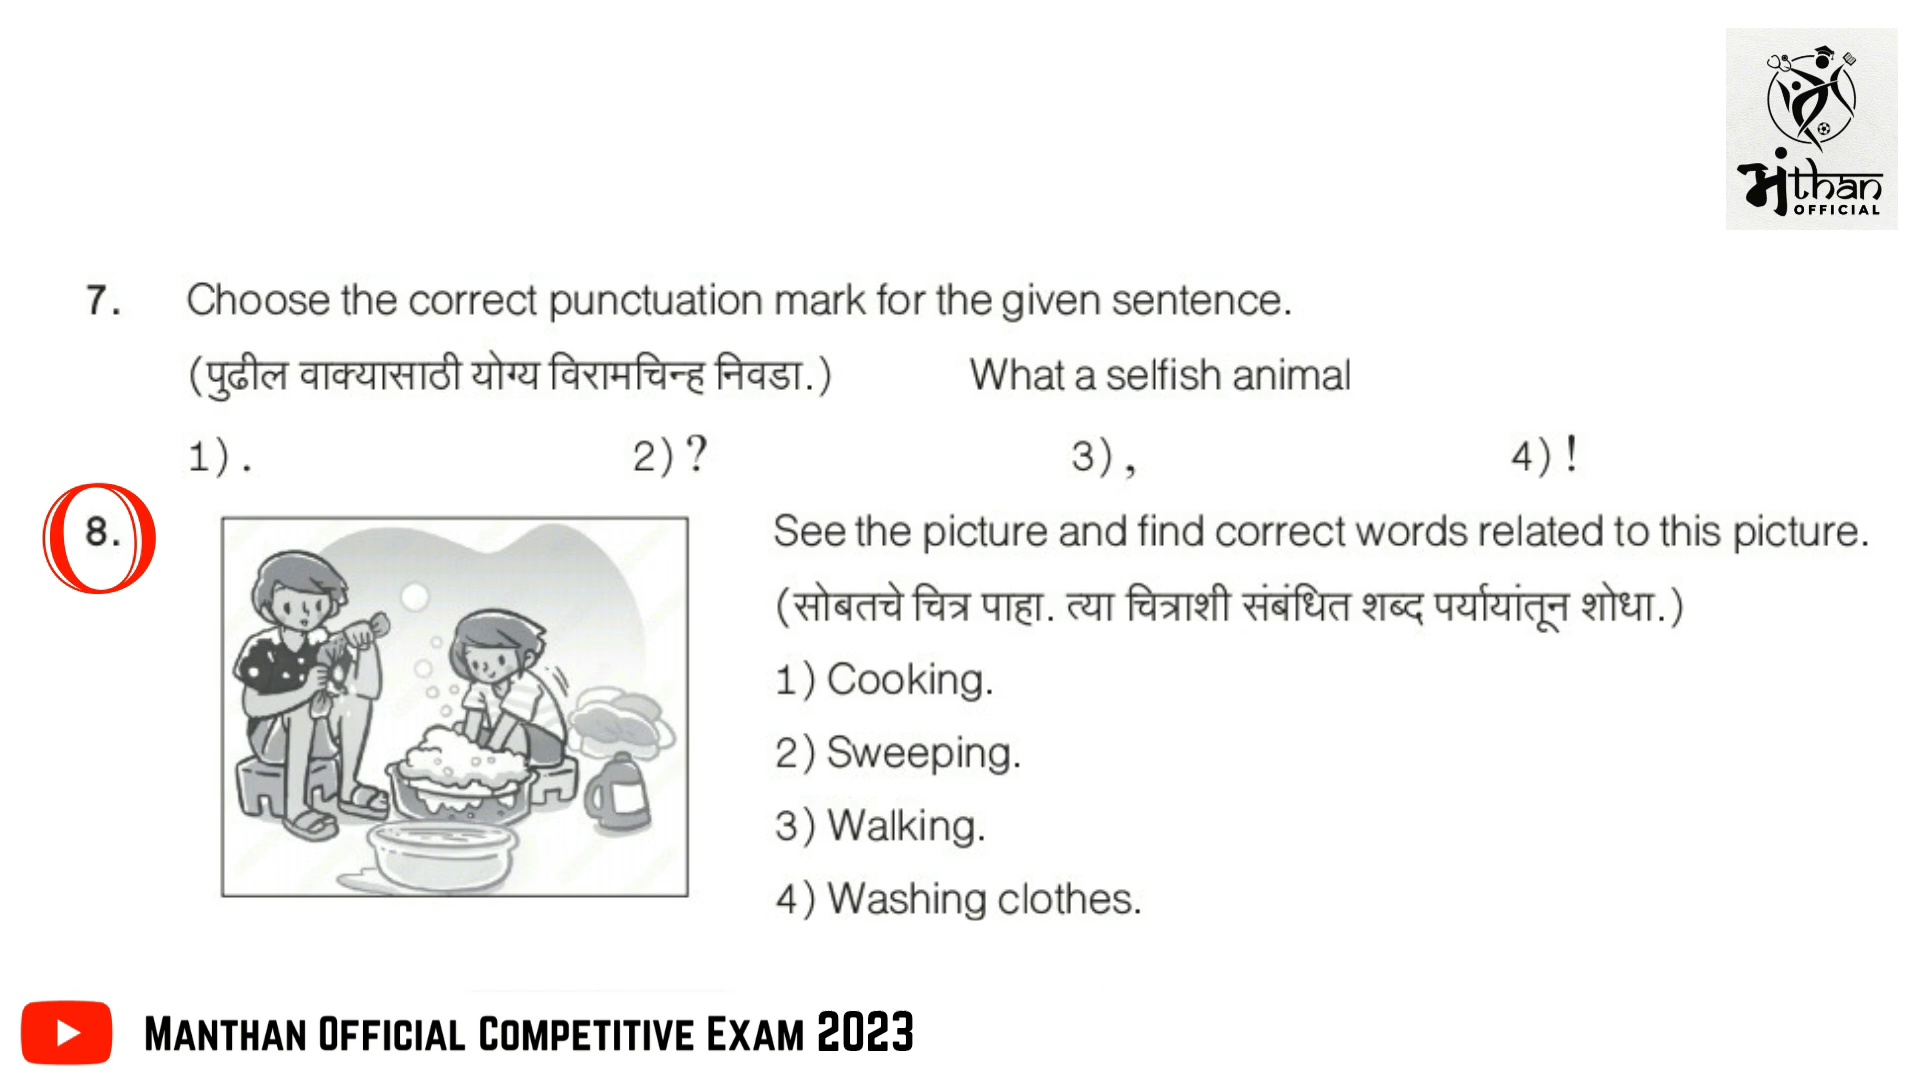 मंthan
OFFICIAL
7. Choose the correct punctuation mark for the given sentence.
(पुढील वाक्यासाठी योग्य विरामचिन्ह निवडा.) What a selfish animal
1) . 2) ? 3) , 4) !
8. See the picture and find correct words related to this picture.
(सोबतचे चित्र पाहा. त्या चित्राशी संबंधित शब्द पर्यायांतून शोधा.)
1) Cooking.
2) Sweeping.
3) Walking.
4) Washing clothes.
MANTHAN OFFICIAL COMPETITIVE EXAM 2023